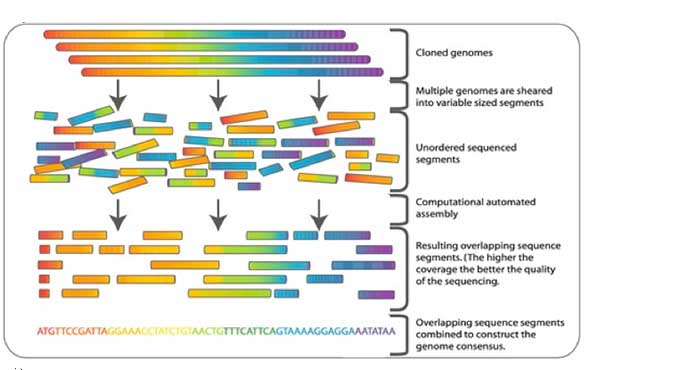 Cloned genomes
Multiple genomes are sheared
into variable sized segments
Unordered sequenced
segments
Computational automated
assembly
Resulting overlapping sequence
segments. (The higher the
coverage the better the quality
of the sequencing.
ATGTTCCGATTAGGAAACCTATCTGTAACTGTTTCATTCAGTAAAAGGAGGAAATATAA
Overlapping sequence segments
combined to construct the
genome consensus.